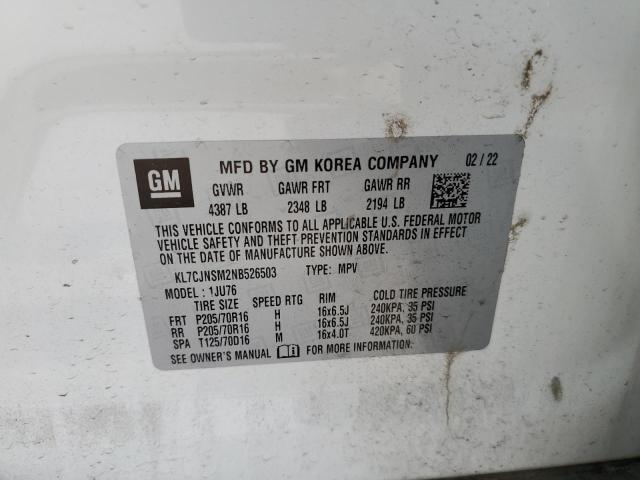 GM MFD BY GM KOREA COMPANY 02 / 22
GVWR GAWR FRT GAWR RR
4387 LB 2348 LB 2194 LB
THIS VEHICLE CONFORMS TO ALL APPLICABLE U.S. FEDERAL MOTOR
VEHICLE SAFETY AND THEFT PREVENTION STANDARDS IN EFFECT
ON THE DATE OF MANUFACTURE SHOWN ABOVE.
KL7CJNSM2NB526503 TYPE: MPV
MODEL : 1JU76
TIRE SIZE SPEED RTG RIM COLD TIRE PRESSURE
FRT P205/70R16 H 16x6.5J 240KPA, 35 PSI
RR P205/70R16 H 16x6.5J 240KPA, 35 PSI
SPA T125/70D16 M 16x4.0T 420KPA, 60 PSI
SEE OWNER'S MANUAL FOR MORE INFORMATION.